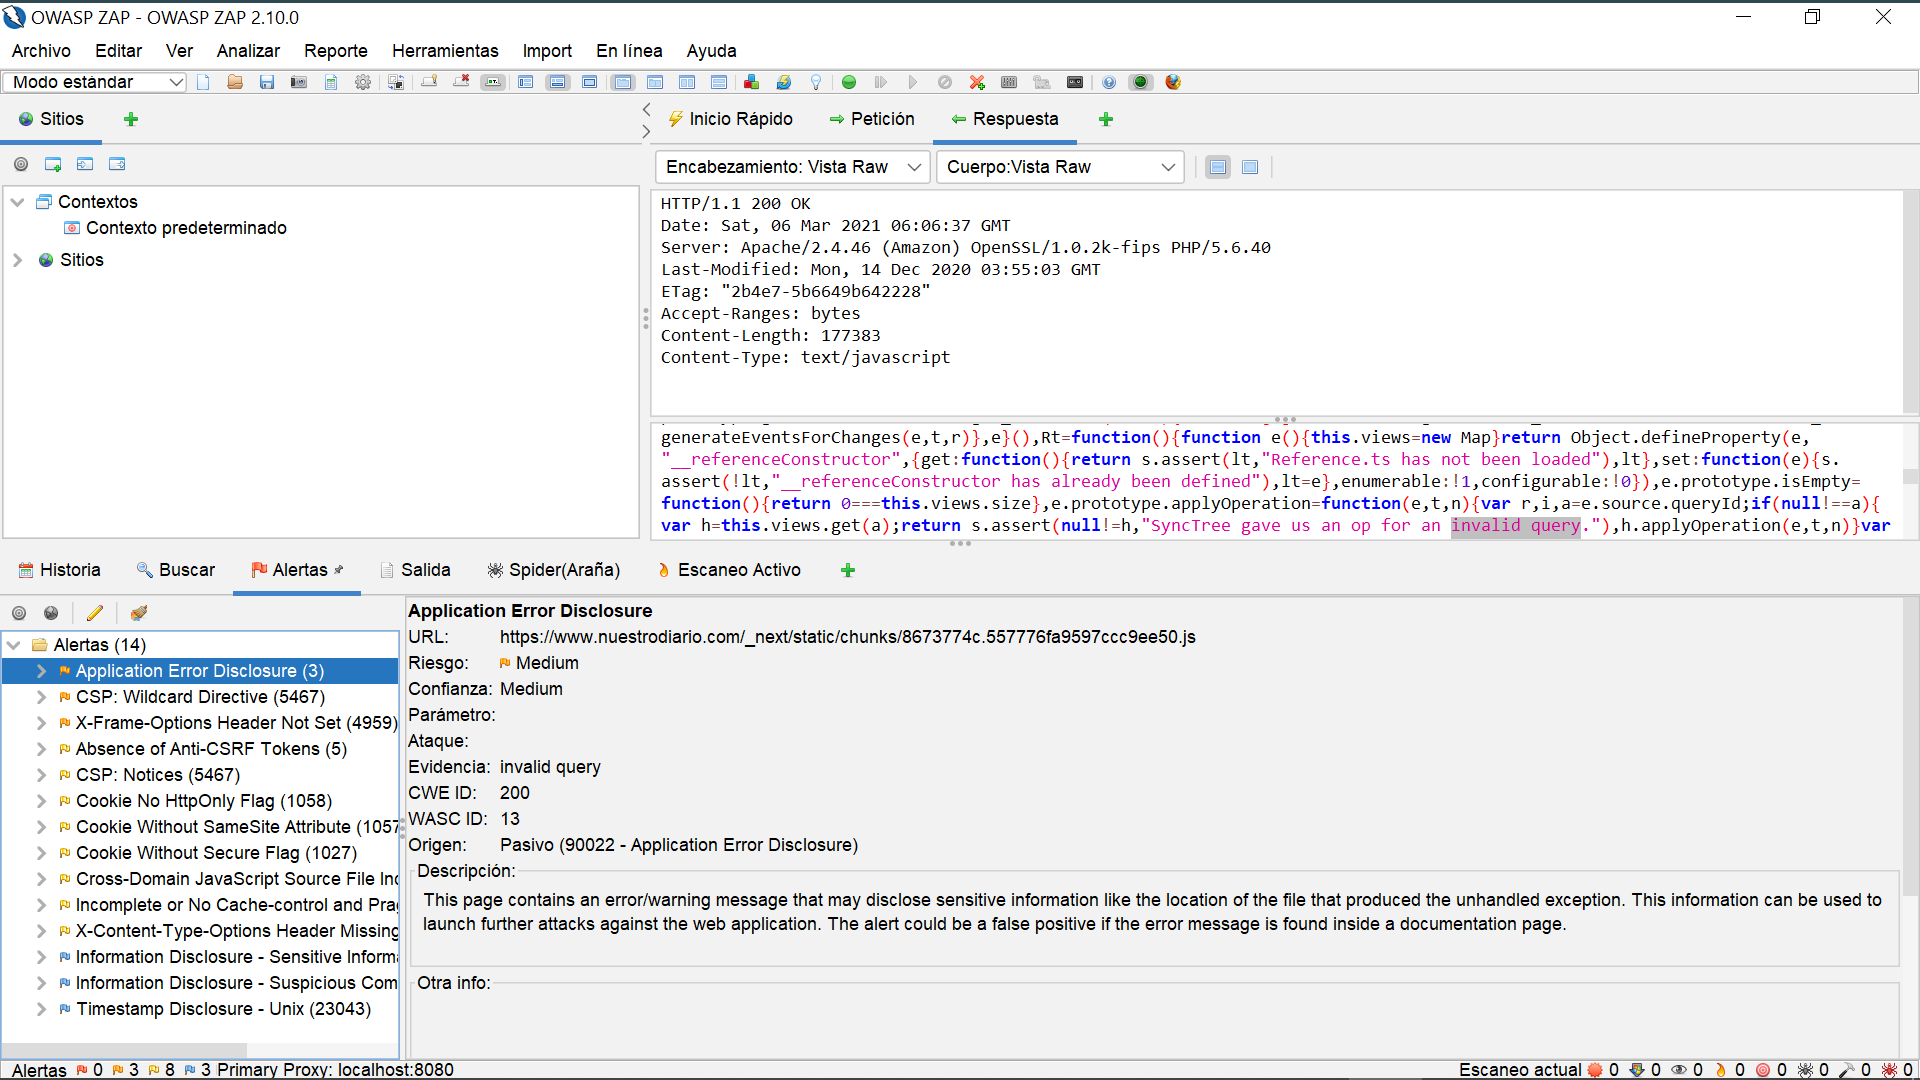 OWASP ZAP - OWASP ZAP 2.10.0
Archivo Editar Ver Analizar Reporte Herramientas Import En línea Ayuda
Modo estándar
Sitios
Contextos
Contexto predeterminado
Sitios
Inicio Rápido Petición Respuesta
Encabezamiento: Vista Raw Cuerpo:Vista Raw
HTTP/1.1 200 OK
Date: Sat, 06 Mar 2021 06:06:37 GMT
Server: Apache/2.4.46 (Amazon) OpenSSL/1.0.2k-fips PHP/5.6.40
Last-Modified: Mon, 14 Dec 2020 03:55:03 GMT
ETag: "2b4e7-5b6649b642228"
Accept-Ranges: bytes
Content-Length: 177383
Content-Type: text/javascript
generateEventsForChanges(e,t,r)},e}(),Rt=function(){function e(){this.views=new Map}return Object.defineProperty(e,
"__referenceConstructor",{get:function(){return s.assert(lt,"Reference.ts has not been loaded"),lt},set:function(e){s.
assert(!lt,"__referenceConstructor has already been defined"),lt=e},enumerable:!1,configurable:!0}),e.prototype.isEmpty=
function(){return 0===this.views.size},e.prototype.applyOperation=function(e,t,n){var r,i,a=e.source.queryId;if(null!==a){
var h=this.views.get(a);return s.assert(null!=h,"SyncTree gave us an op for an invalid query."),h.applyOperation(e,t,n)}var
Historia Buscar Alertas Salida Spider(Araña) Escaneo Activo
Alertas (14)
Application Error Disclosure (3)
CSP: Wildcard Directive (5467)
X-Frame-Options Header Not Set (4959)
Absence of Anti-CSRF Tokens (5)
CSP: Notices (5467)
Cookie No HttpOnly Flag (1058)
Cookie Without SameSite Attribute (1057
Cookie Without Secure Flag (1027)
Cross-Domain JavaScript Source File Inc
Incomplete or No Cache-control and Prag
X-Content-Type-Options Header Missing
Information Disclosure - Sensitive Inform
Information Disclosure - Suspicious Com
Timestamp Disclosure - Unix (23043)
Application Error Disclosure
URL: https://www.nuestrodiario.com/_next/static/chunks/8673774c.557776fa9597ccc9ee50.js
Riesgo: Medium
Confianza: Medium
Parámetro:
Ataque:
Evidencia: invalid query
CWE ID: 200
WASC ID: 13
Origen: Pasivo (90022 - Application Error Disclosure)
Descripción:
This page contains an error/warning message that may disclose sensitive information like the location of the file that produced the unhandled exception. This information can be used to
launch further attacks against the web application. The alert could be a false positive if the error message is found inside a documentation page.
Otra info:
Alertas 0 3 8 3 Primary Proxy: localhost:8080
Escaneo actual 0 0 0 0 0 0 0 0